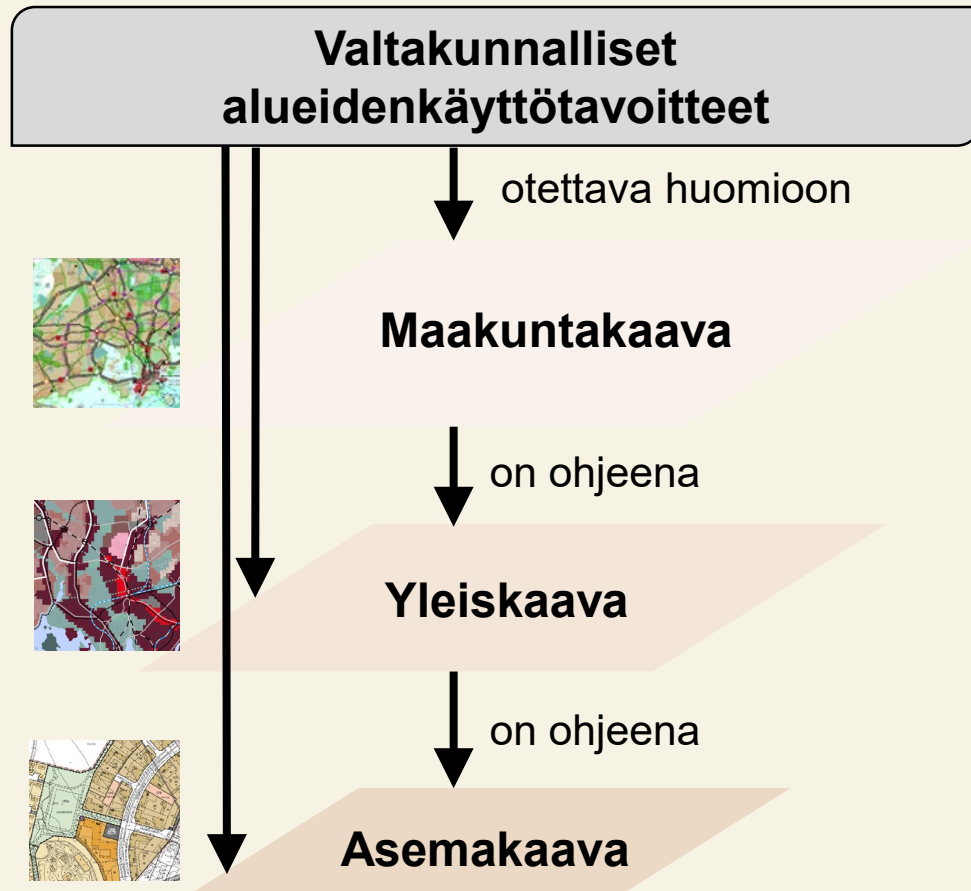 Valtakunnalliset
alueidenkäyttötavoitteet
otettava huomioon
Maakuntakaava
on ohjeena
Yleiskaava
on ohjeena
Asemakaava